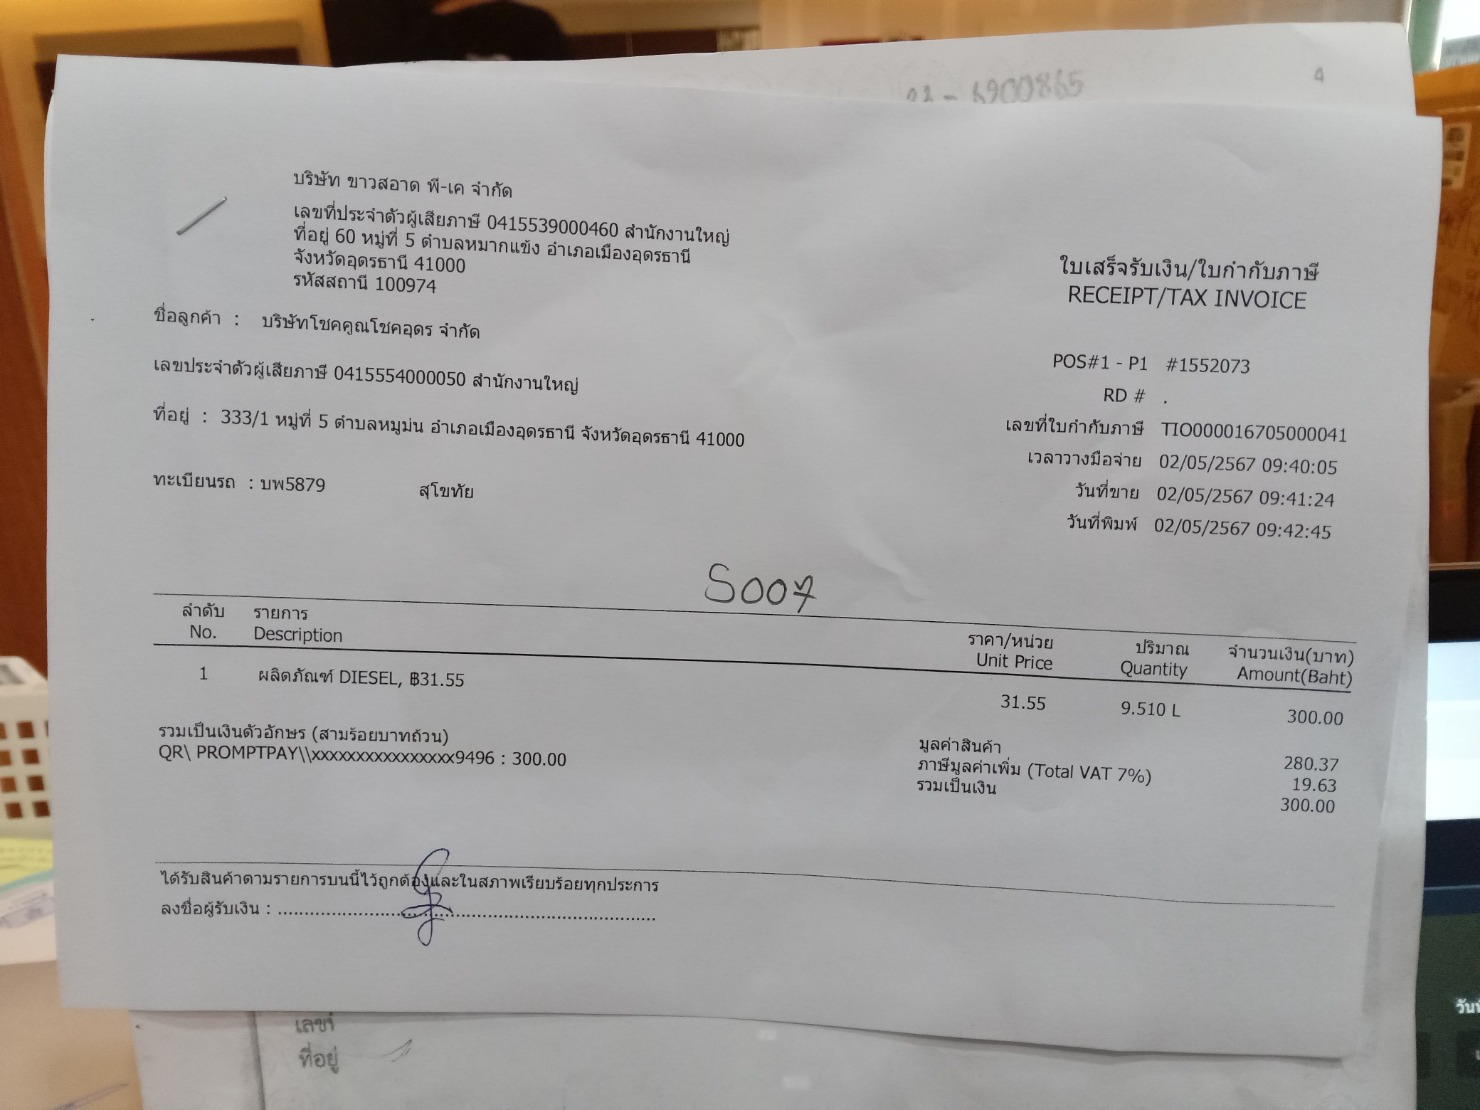 6900865
บริษัท ขาวสอาด พี-เค จำกัด
เลขที่ประจำตัวผู้เสียภาษี 0415539000460 สำนักงานใหญ่
ที่อยู่ 60 หมู่ที่ 5 ตำบลหมากแข้ง อำเภอเมืองอุดรธานี
จังหวัดอุดรธานี 41000
รหัสสถานี 100974
ใบเสร็จรับเงิน/ใบกำกับภาษี
RECEIPT/TAX INVOICE
ชื่อลูกค้า : บริษัทโชคคูณโชคอุดร จำกัด
เลขประจำตัวผู้เสียภาษี 0415554000050 สำนักงานใหญ่
ที่อยู่ : 333/1 หมู่ที่ 5 ตำบลหมูม่น อำเภอเมืองอุดรธานี จังหวัดอุดรธานี 41000
ทะเบียนรถ : บพ5879 สุโขทัย
POS#1 - P1 #1552073
RD # .
เลขที่ใบกำกับภาษี TIO000016705000041
เวลาวางมือจ่าย 02/05/2567 09:40:05
วันที่ขาย 02/05/2567 09:41:24
วันที่พิมพ์ 02/05/2567 09:42:45
S007
ลำดับ รายการ ราคา/หน่วย ปริมาณ จำนวนเงิน(บาท)
No. Description Unit Price Quantity Amount(Baht)
1 ผลิตภัณฑ์ DIESEL, ฿31.55 31.55 9.510 L 300.00
รวมเป็นเงินตัวอักษร (สามร้อยบาทถ้วน)
QR\ PROMPTPAY\\xxxxxxxxxxxxxxxx9496 : 300.00
มูลค่าสินค้า 280.37
ภาษีมูลค่าเพิ่ม (Total VAT 7%) 19.63
รวมเป็นเงิน 300.00
ได้รับสินค้าตามรายการบนนี้ไว้ถูกต้องและในสภาพเรียบร้อยทุกประการ
ลงชื่อผู้รับเงิน : ..........................................................................
เลขที่
ที่อยู่